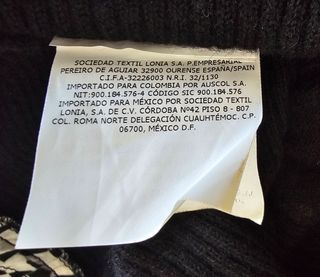 SOCIEDAD TEXTIL LONIA S.A. P.EMPRESARIAL
PEREIRO DE AGUIAR 32900 OURENSE ESPAÑA/SPAIN
C.I.F.A-32226003 N.R.I. 32/1130
IMPORTADO PARA COLOMBIA POR AUSCOL S.A.
NIT:900.184.576-4 CÓDIGO SIC 900.184.576
IMPORTADO PARA MÉXICO POR SOCIEDAD TEXTIL
LONIA, S.A. DE C.V. CÓRDOBA Nº42 PISO 8 - 807
COL. ROMA NORTE DELEGACIÓN CUAUHTÉMOC. C.P.
06700, MÉXICO D.F.